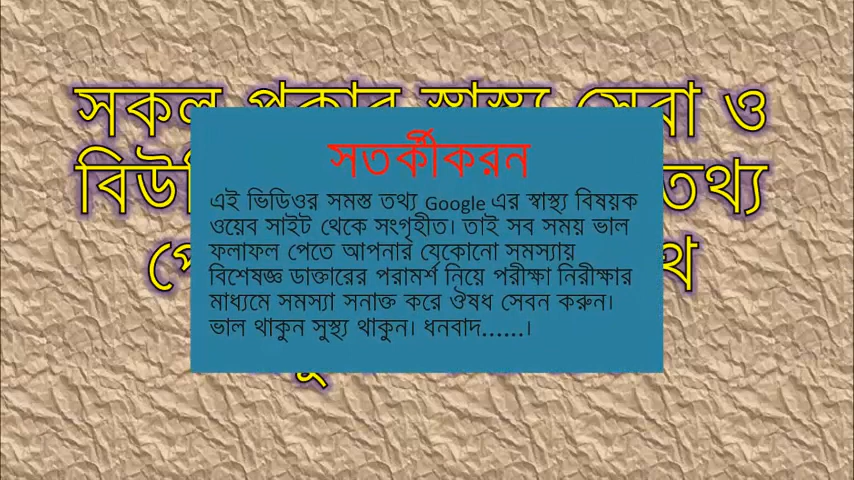 সকল প্রকার স্বাস্থ্য সেবা ও
তথ্য
সতর্কীকরন
এই ভিডিওর সমস্ত তথ্য Google এর স্বাস্থ্য বিষয়ক
ওয়েব সাইট থেকে সংগৃহীত। তাই সব সময় ভাল
ফলাফল পেতে আপনার যেকোনো সমস্যায়
বিশেষজ্ঞ ডাক্তারের পরামর্শ নিয়ে পরীক্ষা নিরীক্ষার
মাধ্যমে সমস্যা সনাক্ত করে ঔষধ সেবন করুন।
ভাল থাকুন সুস্থ্য থাকুন। ধনবাদ......।